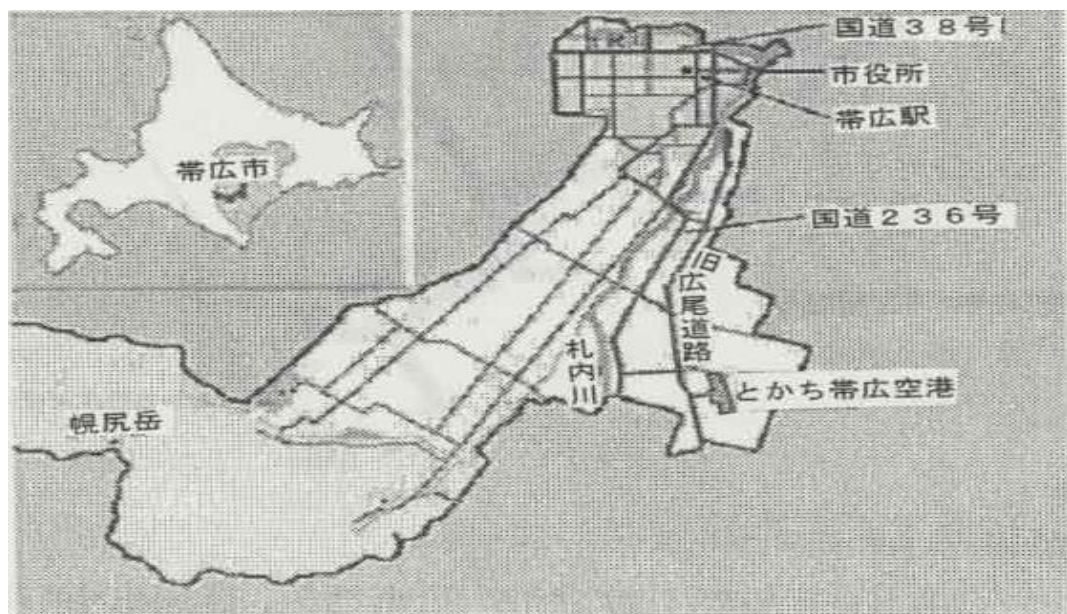 国道38号
市役所
帯広駅
帯広市
国道236号
旧広尾道路
札内川
とかち帯広空港
幌尻岳